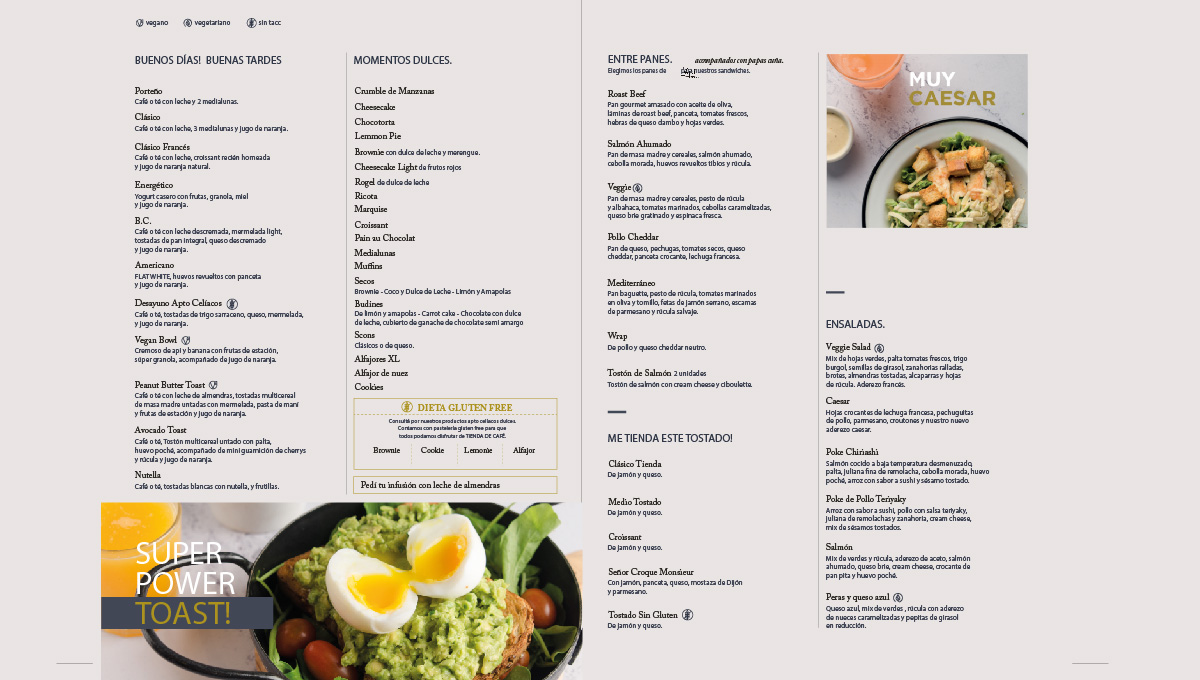 vegano vegetariano sin tacc
BUENOS DÍAS! BUENAS TARDES
Porteño
Café o té con leche y 2 medialunas.
Clásico
Café o té con leche, 3 medialunas y jugo de naranja.
Clásico Francés
Café o té con leche, croissant recién horneada
y jugo de naranja natural.
Energético
Yogurt casero con frutas, granola, miel
y jugo de naranja.
B.C.
Café o té con leche descremada, mermelada light,
tostadas de pan integral, queso descremado
y jugo de naranja.
Americano
FLAT WHITE, huevos revueltos con panceta
y jugo de naranja.
Desayuno Apto Celíacos
Café o té, tostadas de trigo sarraceno, queso, mermelada,
y jugo de naranja.
Vegan Bowl
Cremoso de api y banana con frutas de estación,
súper granola, acompañado de jugo de naranja.
Peanut Butter Toast
Café o té con leche de almendras, tostadas multicereal
de masa madre untadas con mermelada, pasta de maní
y frutas de estación y jugo de naranja.
Avocado Toast
Café o té, Tostón multicereal untado con palta,
huevo poché, acompañado de mini guarnición de cherrys
y rúcula y jugo de naranja.
Nutella
Café o té, tostadas blancas con nutella, y frutillas.
SUPER
POWER
TOAST!
MOMENTOS DULCES.
Crumble de Manzanas
Cheesecake
Chocotorta
Lemmon Pie
Brownie con dulce de leche y merengue.
Cheesecake Light de frutos rojos
Rogel de dulce de leche
Ricota
Marquise
Croissant
Pain au Chocolat
Medialunas
Muffins
Secos
Brownie - Coco y Dulce de Leche - Limón y Amapolas
Budines
De limón y amapolas - Carrot cake - Chocolate con dulce
de leche, cubierto de ganache de chocolate semi amargo
Scons
Clásicos o de queso.
Alfajores XL
Alfajor de nuez
Cookies
DIETA GLUTEN FREE
Consulté por nuestros productos apto celíacos dulces.
Contamos con pastelería gluten free para que
todos podamos disfrutar de TIENDA DE CAFÉ.
Brownie Cookie Lemonie Alfajor
Pedí tu infusión con leche de almendras
ENTRE PANES. acompañados con papas cuña.
Elegimos los panes de para nuestros sandwiches.
Roast Beef
Pan gourmet amasado con aceite de oliva,
láminas de roast beef, panceta, tomates frescos,
hebras de queso dambo y hojas verdes.
Salmón Ahumado
Pan de masa madre y cereales, salmón ahumado,
cebolla morada, huevos revueltos tibios y rúcula.
Veggie
Pan de masa madre y cereales, pesto de rúcula
y albahaca, tomates marinados, cebollas caramelizadas,
queso brie gratinado y espinaca fresca.
Pollo Cheddar
Pan de queso, pechugas, tomates secos, queso
cheddar, panceta crocante, lechuga francesa.
Mediterráneo
Pan baguette, pesto de rúcula, tomates marinados
en oliva y tomillo, fetas de jamón serrano, escamas
de parmesano y rúcula salvaje.
Wrap
De pollo y queso cheddar neutro.
Tostón de Salmón 2 unidades
Tostón de salmón con cream cheese y ciboulette.
ME TIENDA ESTE TOSTADO!
Clásico Tienda
De jamón y queso.
Medio Tostado
De jamón y queso.
Croissant
De jamón y queso.
Señor Croque Monsieur
Con jamón, panceta, queso, mostaza de Dijón
y parmesano.
Tostado Sin Gluten
De jamón y queso.
MUY
CAESAR
ENSALADAS.
Veggie Salad
Mix de hojas verdes, palta tomates frescos, trigo
burgol, semillas de girasol, zanahorias ralladas,
brotes, almendras tostadas, alcaparras y hojas
de rúcula. Aderezo francés.
Caesar
Hojas crocantes de lechuga francesa, pechuguitas
de pollo, parmesano, croutones y nuestro nuevo
aderezo caesar.
Poke Chirïashi
Salmón cocido a baja temperatura desmenuzado,
palta, juliana fina de remolacha, cebolla morada, huevo
poché, arroz con sabor a sushi y sésamo tostado.
Poke de Pollo Teriyaky
Arroz con sabor a sushi, pollo con salsa teriyaky,
juliana de remolachas y zanahoria, cream cheese,
mix de sésamos tostados.
Salmón
Mix de verdes y rúcula, aderezo de aceto, salmón
ahumado, queso brie, cream cheese, crocante de
pan pita y huevo poché.
Peras y queso azul
Queso azul, mix de verdes , rúcula con aderezo
de nueces caramelizadas y pepitas de girasol
en reducción.